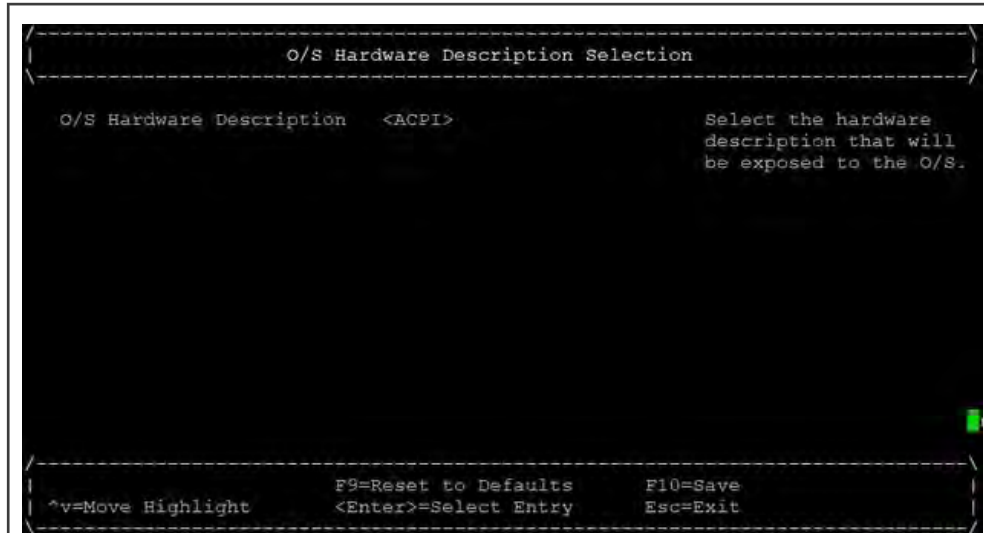 O/S Hardware Description Selection
O/S Hardware Description <ACPI>
Select the hardware
description that will
be exposed to the O/S.
F9=Reset to Defaults F10=Save
^v=Move Highlight <Enter>=Select Entry Esc=Exit